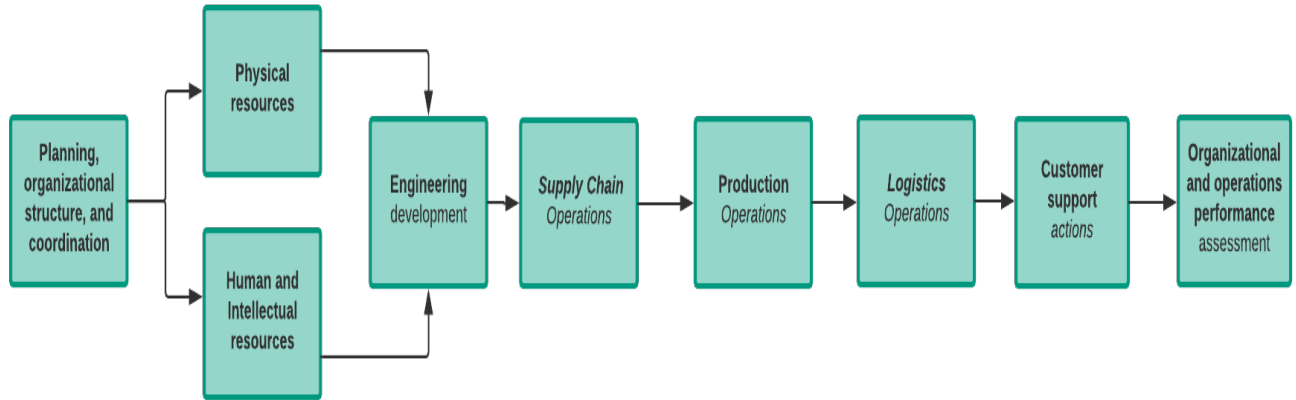 Planning,
organizational
structure, and
coordination
Physical
resources
Human and
Intellectual
resources
Engineering
development
Supply Chain
Operations
Production
Operations
Logistics
Operations
Customer
support
actions
Organizational
and operations
performance
assessment